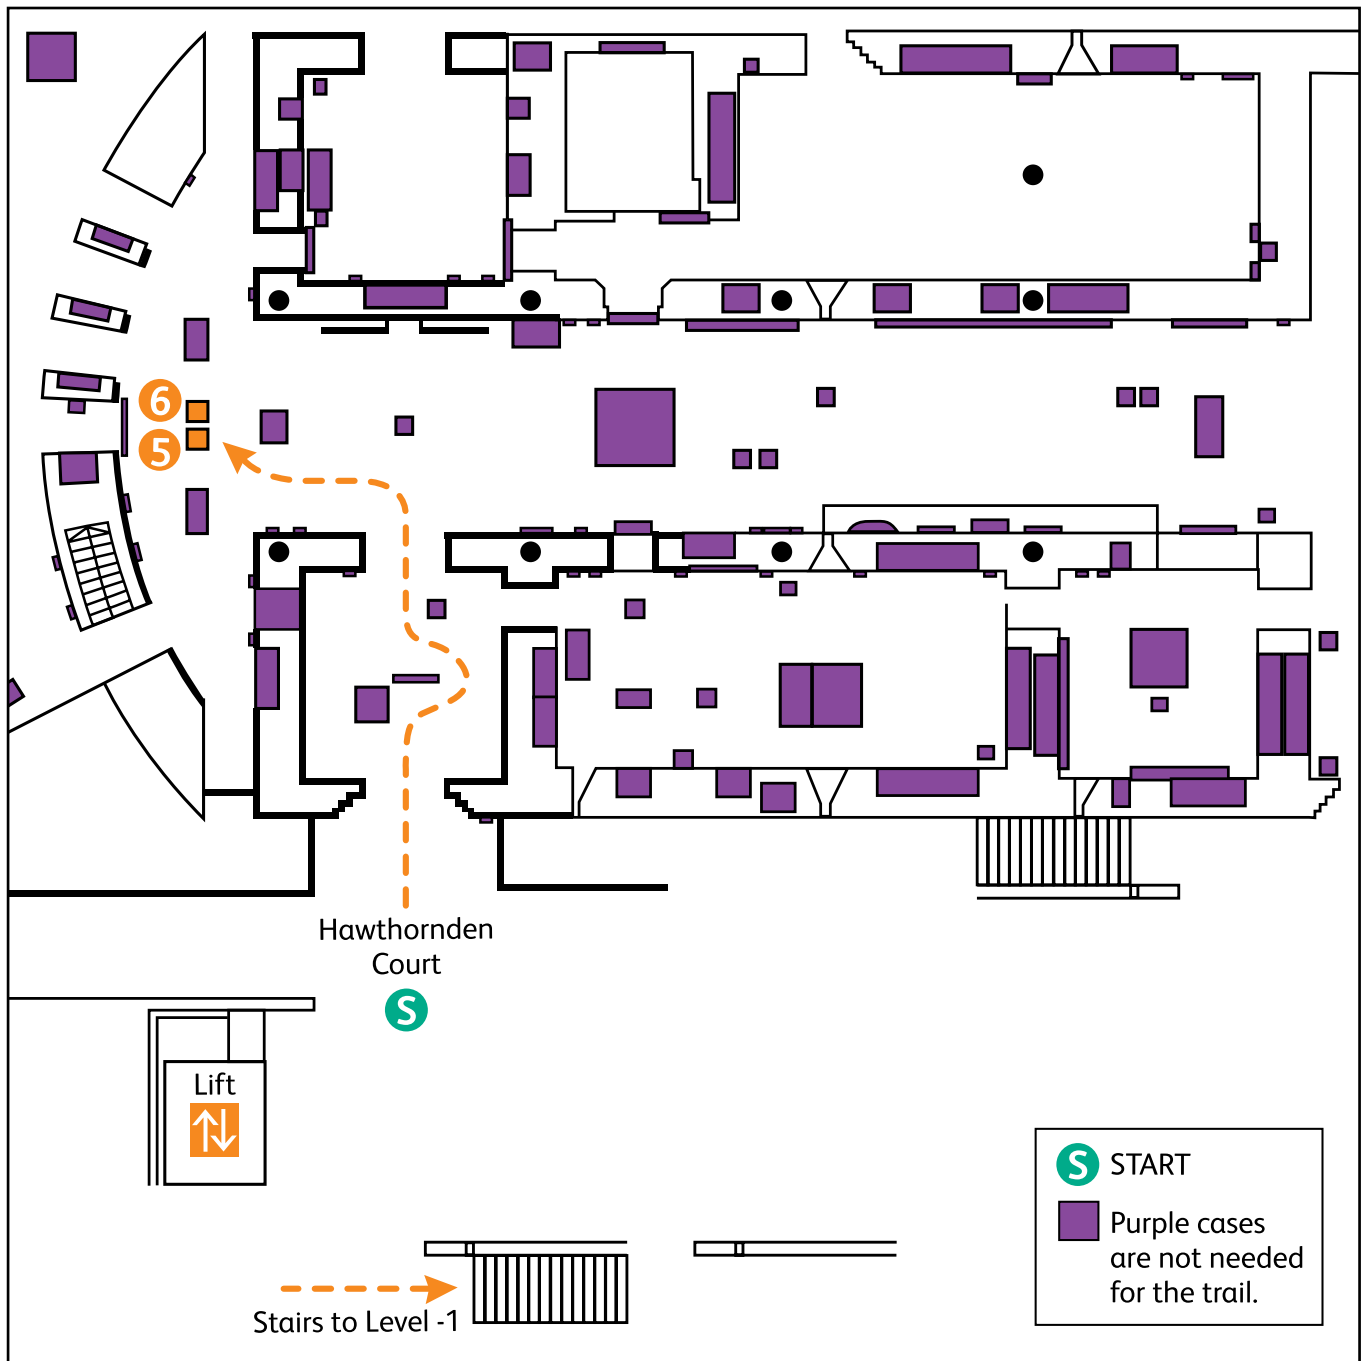 6
5
Hawthornden
Court
S
Lift
S START
Purple cases
are not needed
for the trail.
Stairs to Level -1